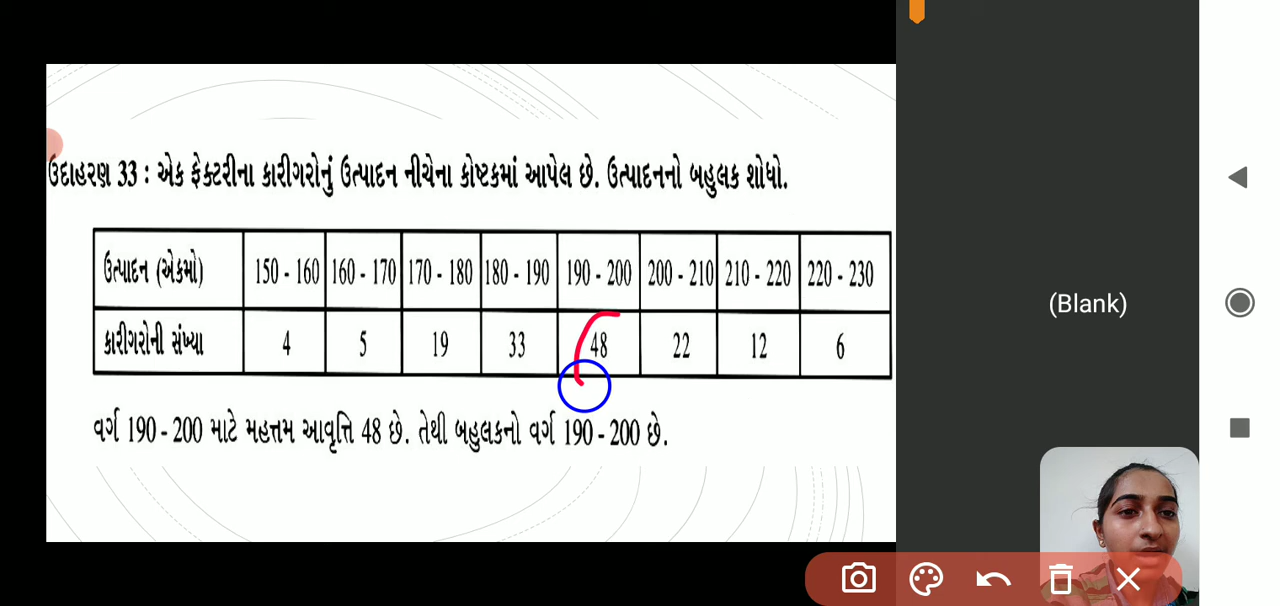 ઉદાહરણ 33 : એક ફેક્ટરીના કારીગરોનું ઉત્પાદન નીચેના કોષ્ટકમાં આપેલ છે. ઉત્પાદનનો બહુલક શોધો.
ઉત્પાદન (એકમો) 150 - 160 160 - 170 170 - 180 180 - 190 190 - 200 200 - 210 210 - 220 220 - 230
કારીગરોની સંખ્યા 4 5 19 33 48 22 12 6
વર્ગ 190 - 200 માટે મહત્તમ આવૃત્તિ 48 છે. તેથી બહુલકનો વર્ગ 190 - 200 છે.
(Blank)